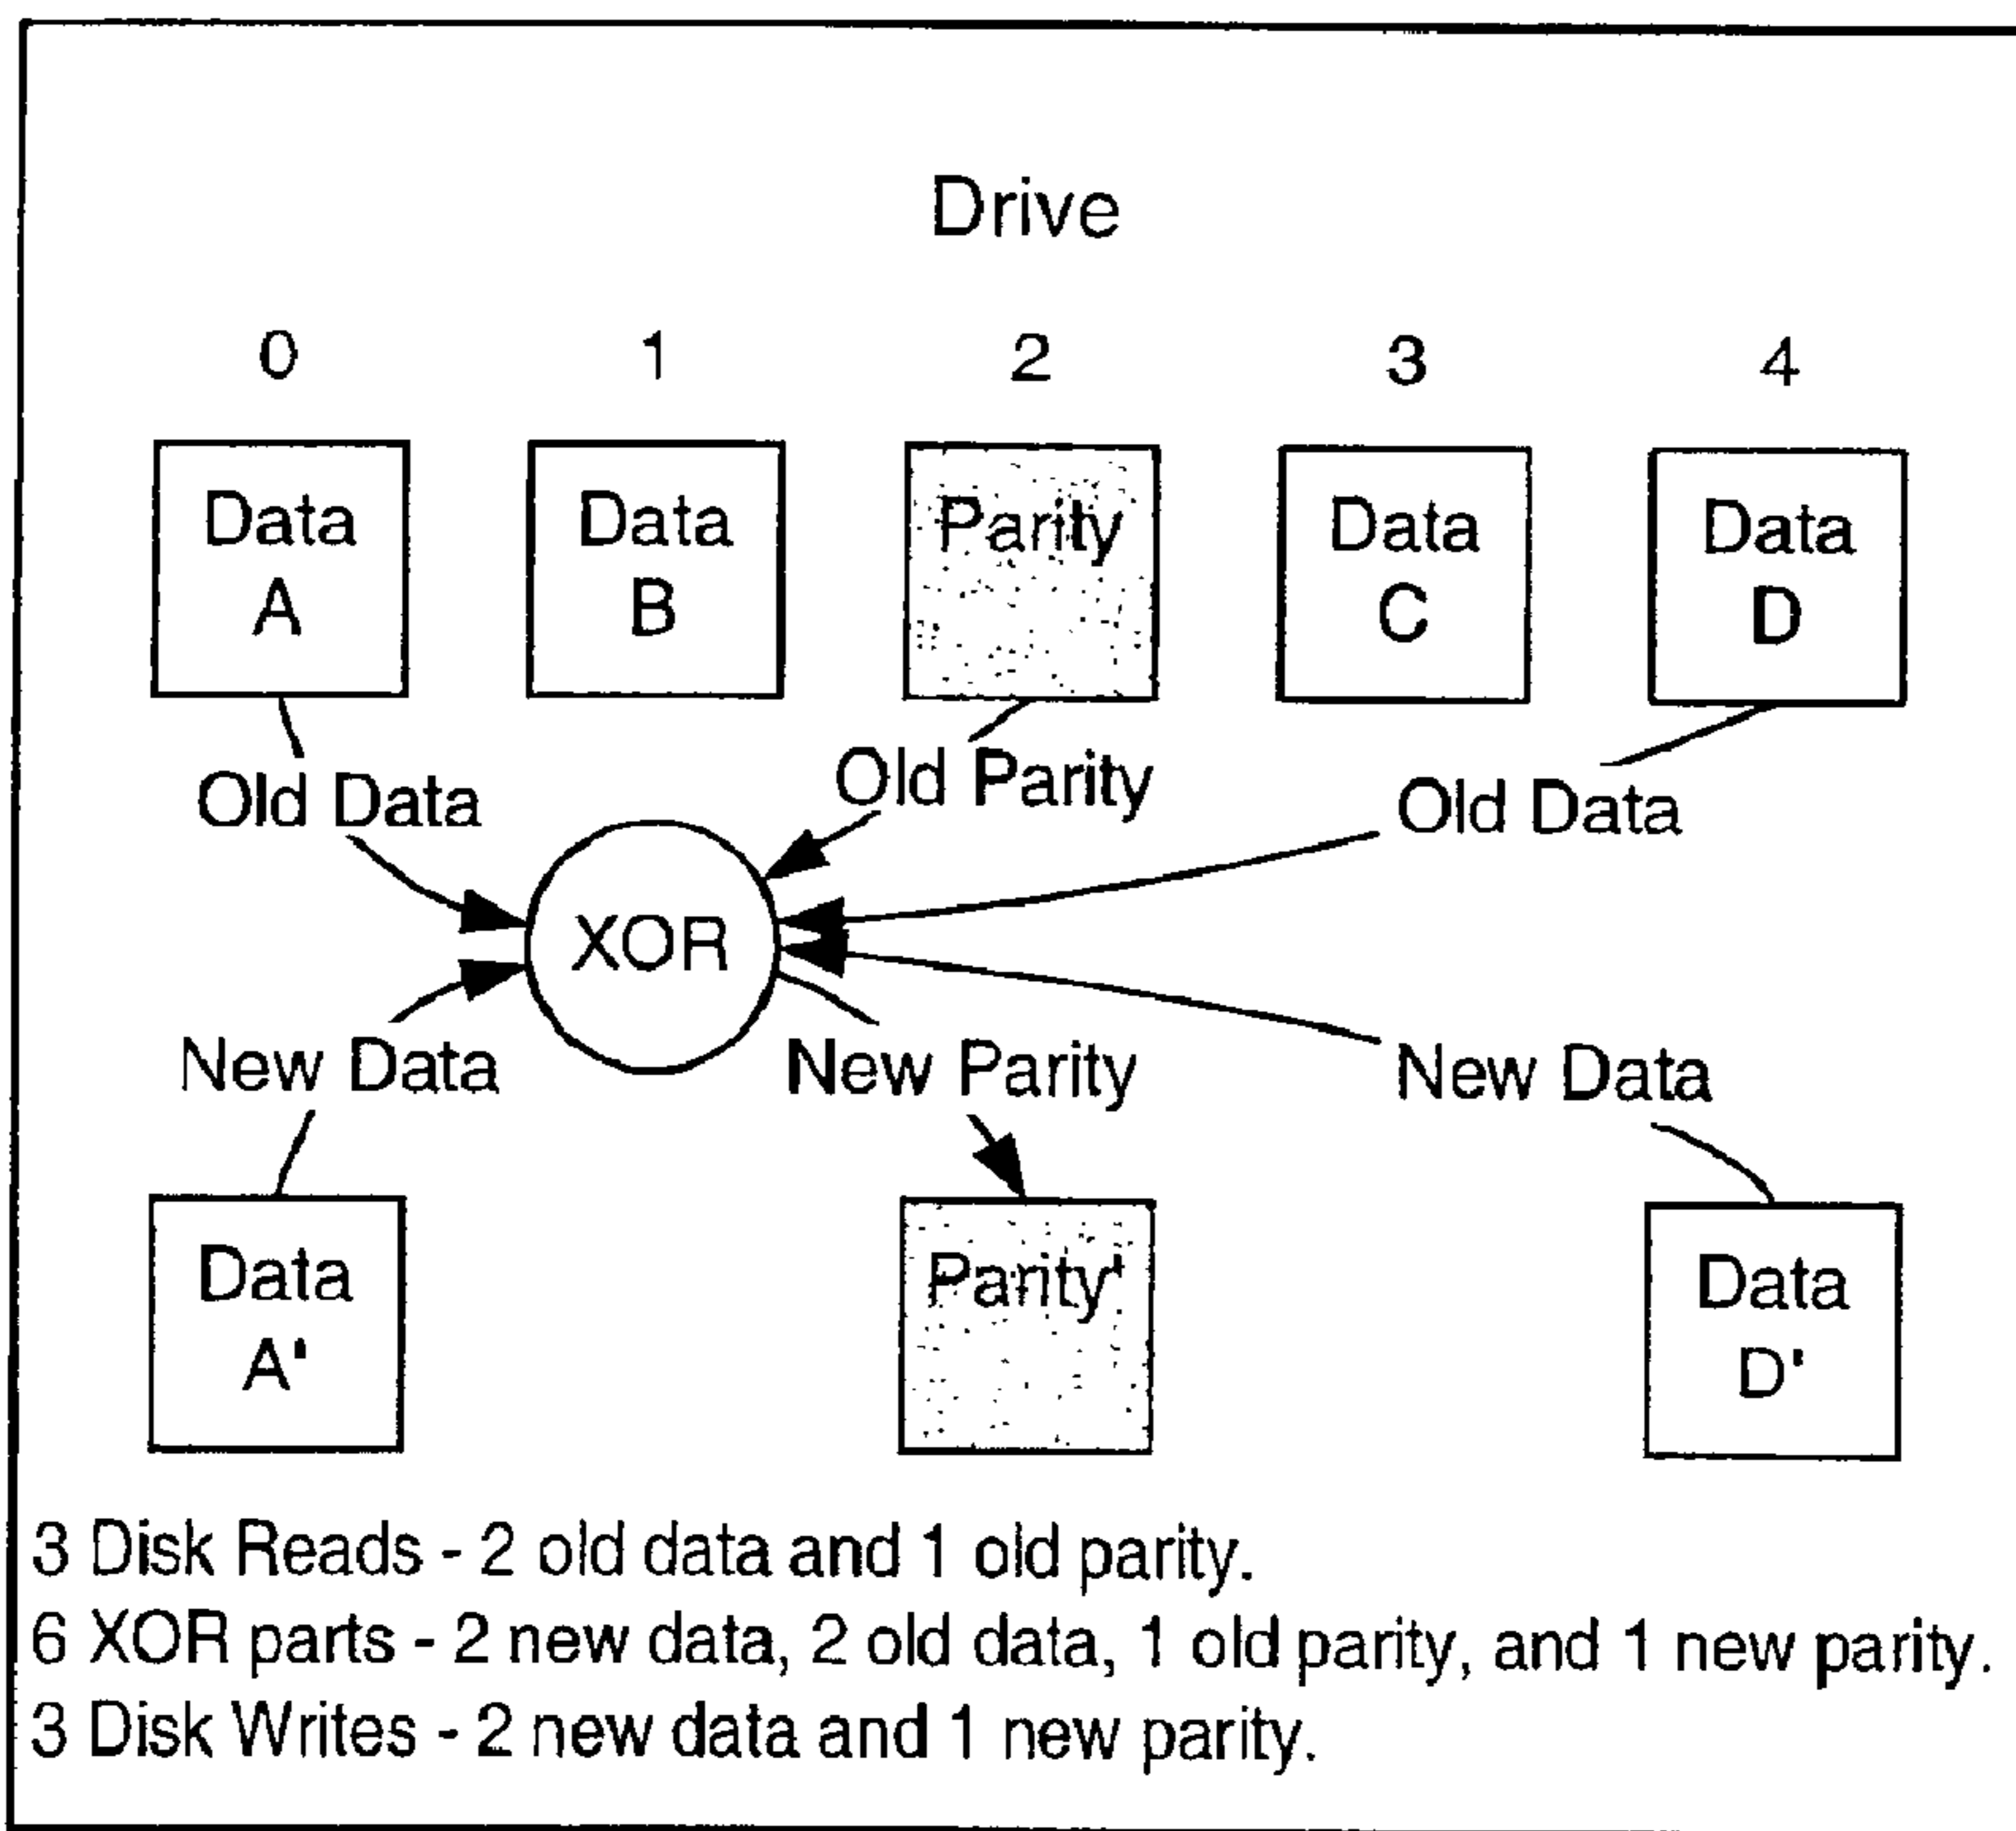 Drive
0 1 2 3 4
Data Data Parity Data Data
A B C D
Old Data Old Parity Old Data
XOR
New Data New Parity New Data
Data Parity' Data
A' D'
3 Disk Reads - 2 old data and 1 old parity.
6 XOR parts - 2 new data, 2 old data, 1 old parity, and 1 new parity.
3 Disk Writes - 2 new data and 1 new parity.